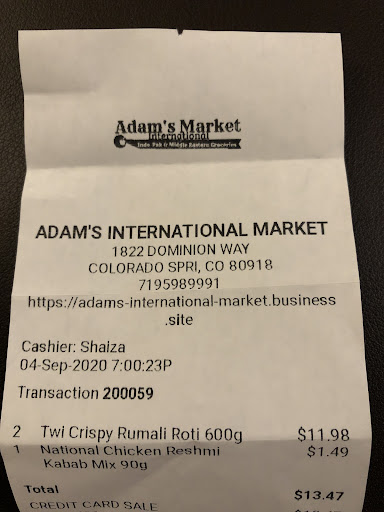 Adam's Market
International
Indo Pak & Middle Eastern Groceries
ADAM'S INTERNATIONAL MARKET
1822 DOMINION WAY
COLORADO SPRI, CO 80918
7195989991
https://adams-international-market.business
.site
Cashier: Shaiza
04-Sep-2020 7:00:23P
Transaction 200059
2 Twi Crispy Rumali Roti 600g $11.98
1 National Chicken Reshmi $1.49
Kabab Mix 90g
Total $13.47
CREDIT CARD SALE